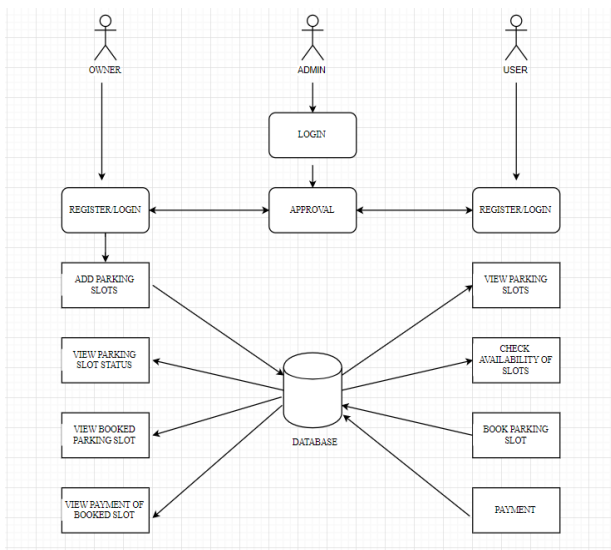 OWNER
ADMIN
USER
LOGIN
REGISTER/LOGIN
APPROVAL
REGISTER/LOGIN
ADD PARKING
SLOTS
VIEW PARKING
SLOTS
VIEW PARKING
SLOT STATUS
CHECK
AVAILABILITY OF
SLOTS
VIEW BOOKED
PARKING SLOT
DATABASE
BOOK PARKING
SLOT
VIEW PAYMENT OF
BOOKED SLOT
PAYMENT